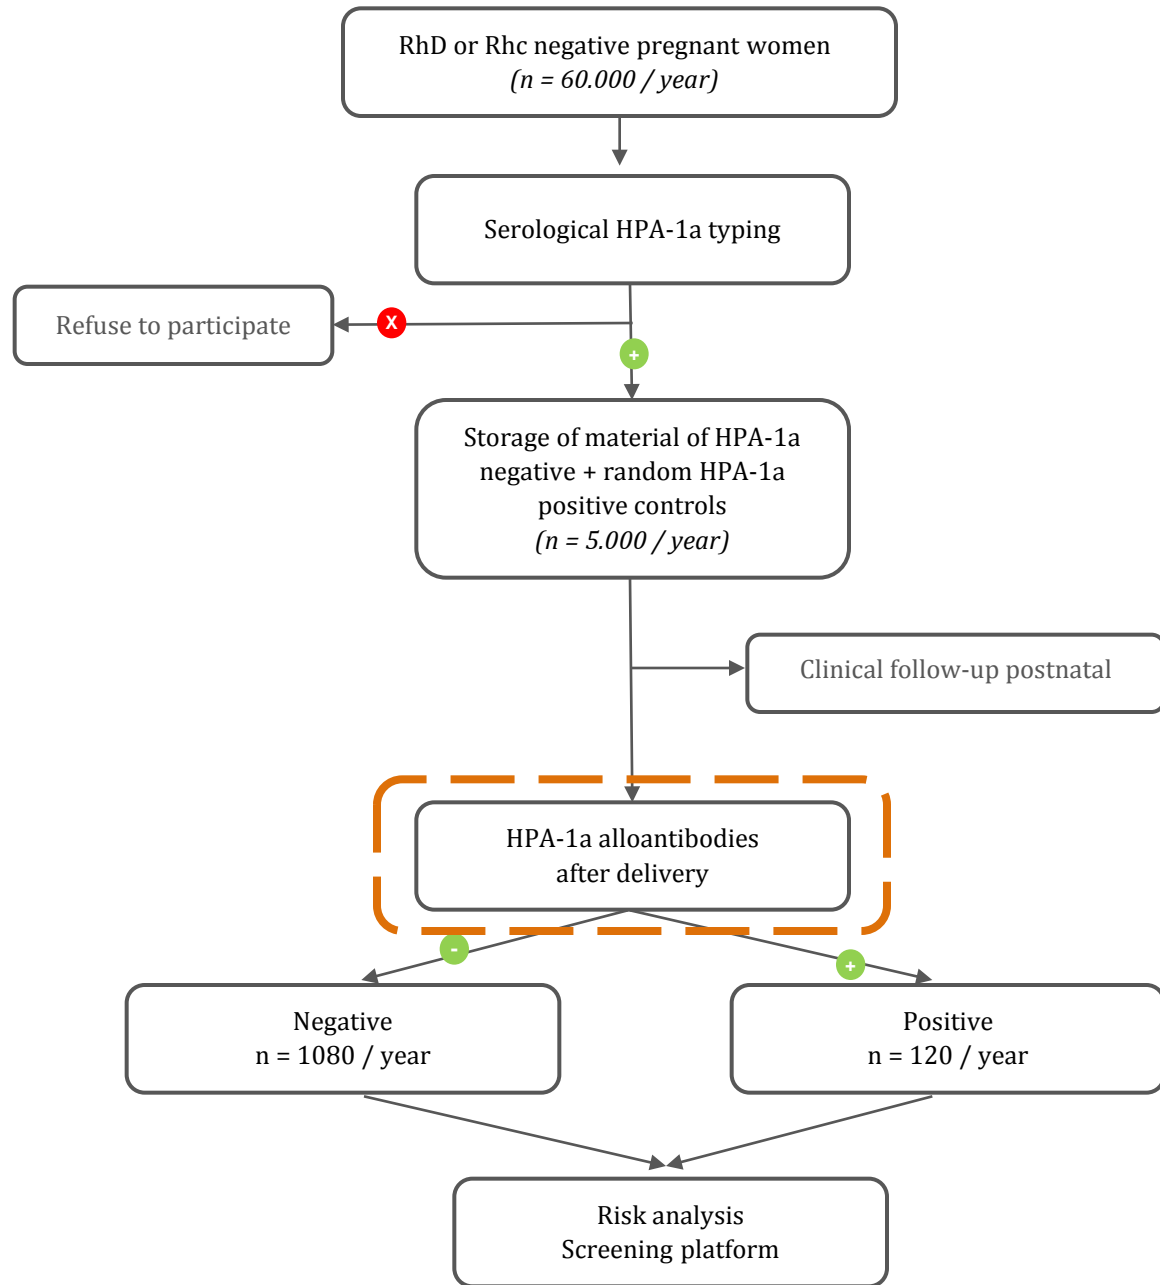 RhD or Rhc negative pregnant women
(n = 60.000 / year)
Serological HPA-1a typing
Refuse to participate
X
+
Storage of material of HPA-1a
negative + random HPA-1a
positive controls
(n = 5.000 / year)
Clinical follow-up postnatal
HPA-1a alloantibodies
after delivery
-
+
Negative
n = 1080 / year
Positive
n = 120 / year
Risk analysis
Screening platform